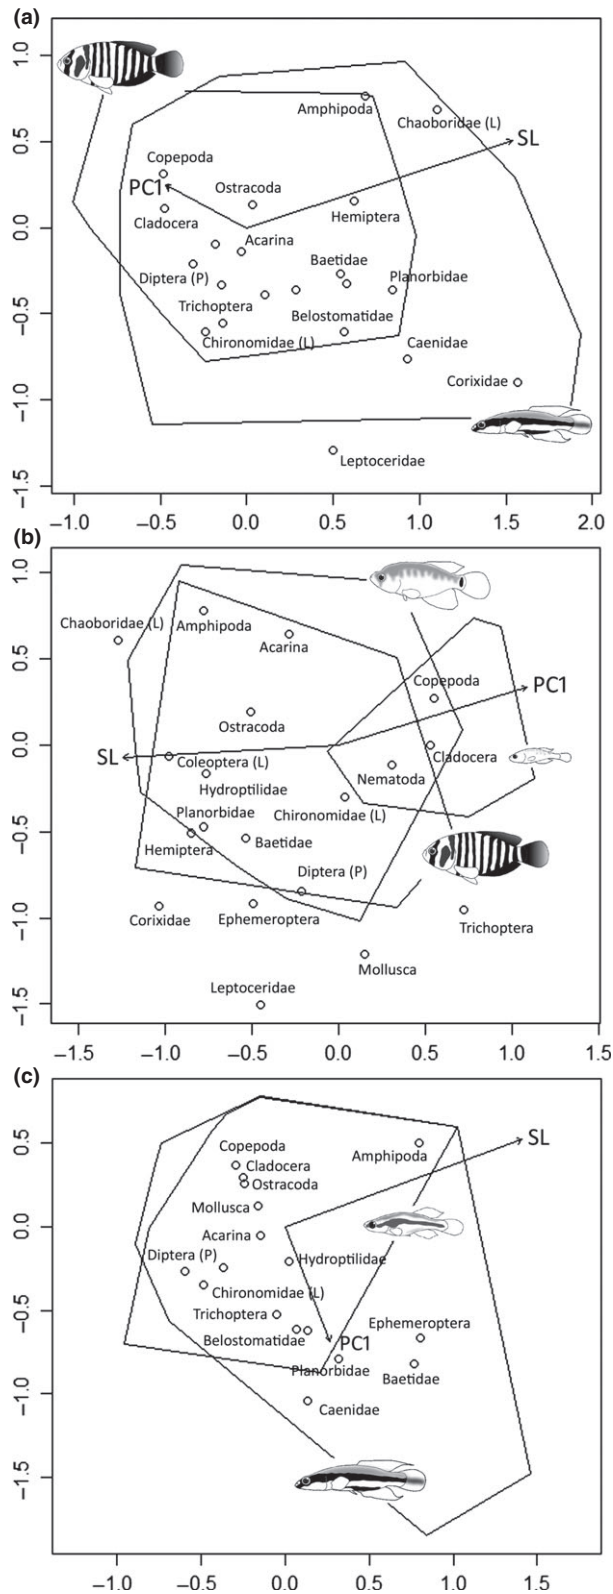 (a)
1.0
0.5
0.0
−0.5
−1.0
−1.5
Amphipoda
Chaoboridae (L)
SL
Copepoda
PC1
Ostracoda
Hemiptera
Cladocera
Acarina
Baetidae
Diptera (P)
Planorbidae
Trichoptera
Belostomatidae
Chironomidae (L)
Caenidae
Corixidae
Leptoceridae
−1.0 −0.5 0.0 0.5 1.0 1.5 2.0
(b)
1.0
0.5
0.0
−0.5
−1.0
−1.5
Chaoboridae (L)
Amphipoda
Acarina
Copepoda
PC1
Ostracoda
SL
Coleoptera (L)
Cladocera
Nematoda
Hydroptilidae
Planorbidae
Chironomidae (L)
Hemiptera
Baetidae
Diptera (P)
Corixidae
Ephemeroptera
Trichoptera
Mollusca
Leptoceridae
−1.5 −1.0 −0.5 0.0 0.5 1.0 1.5
(c)
0.5
0.0
−0.5
−1.0
−1.5
Copepoda
Amphipoda
SL
Cladocera
Ostracoda
Mollusca
Acarina
Diptera (P)
Hydroptilidae
Chironomidae (L)
Trichoptera
Ephemeroptera
Belostomatidae
PC1
Planorbidae
Baetidae
Caenidae
−1.0 −0.5 0.0 0.5 1.0 1.5